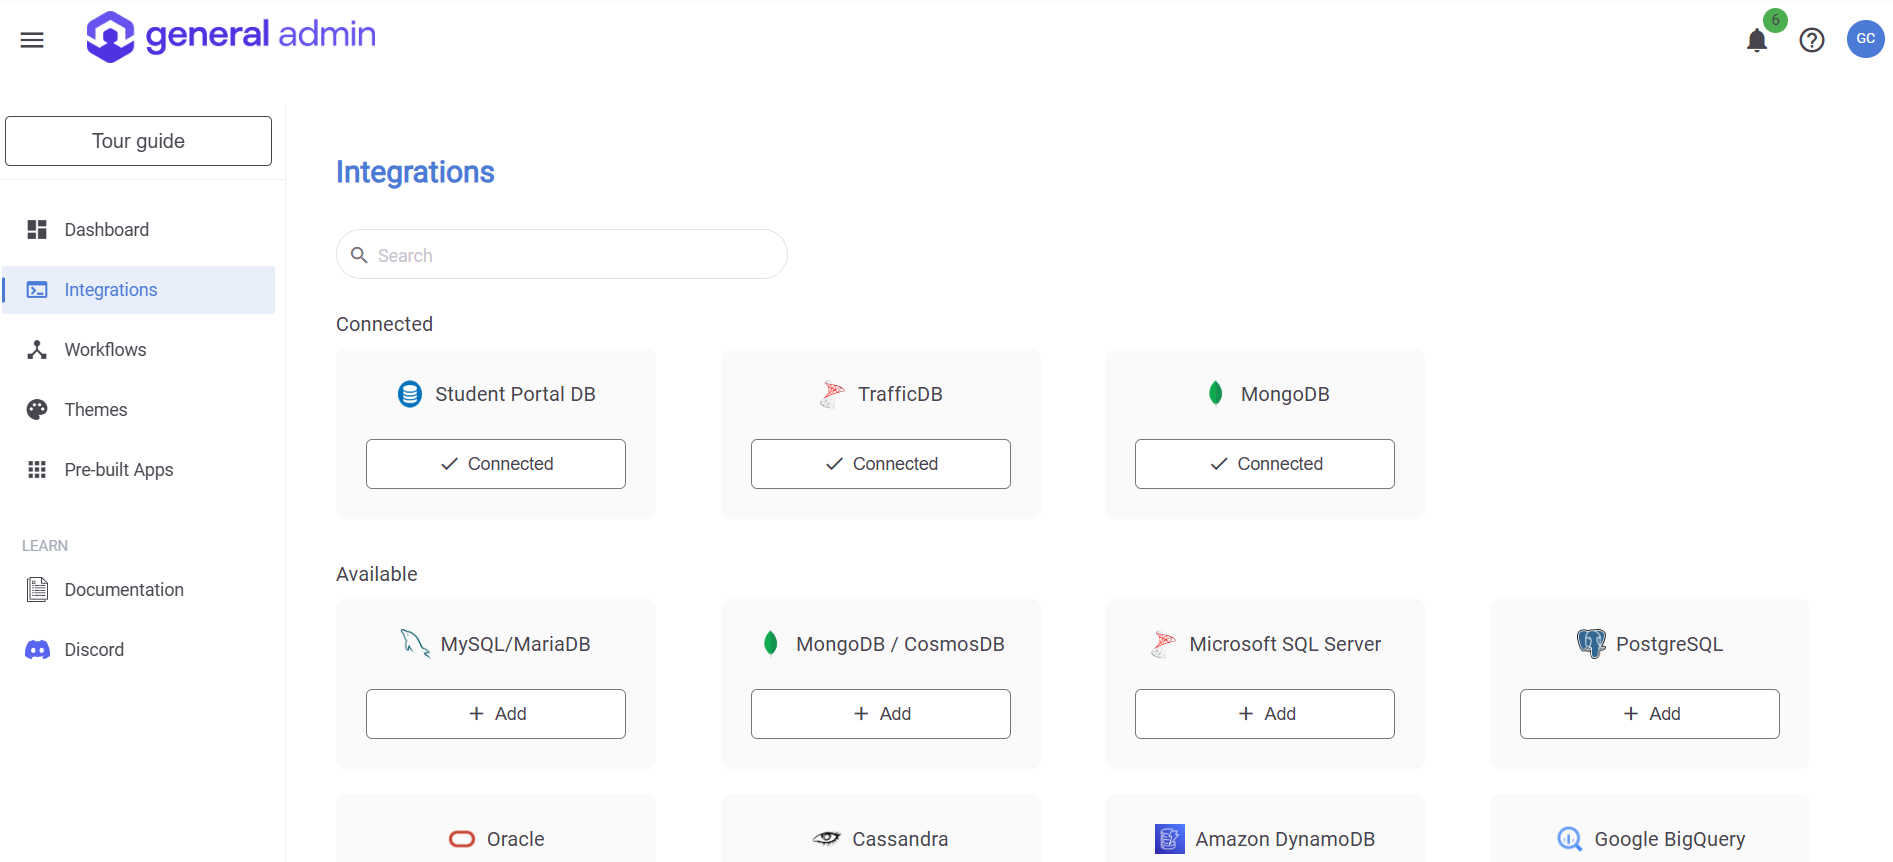 general admin
6
GC
Tour guide
Dashboard
Integrations
Workflows
Themes
Pre-built Apps
LEARN
Documentation
Discord
Integrations
Search
Connected
Student Portal DB
TrafficDB
MongoDB
Connected
Connected
Connected
Available
MySQL/MariaDB
MongoDB / CosmosDB
Microsoft SQL Server
PostgreSQL
Add
Add
Add
Add
Oracle
Cassandra
Amazon DynamoDB
Google BigQuery